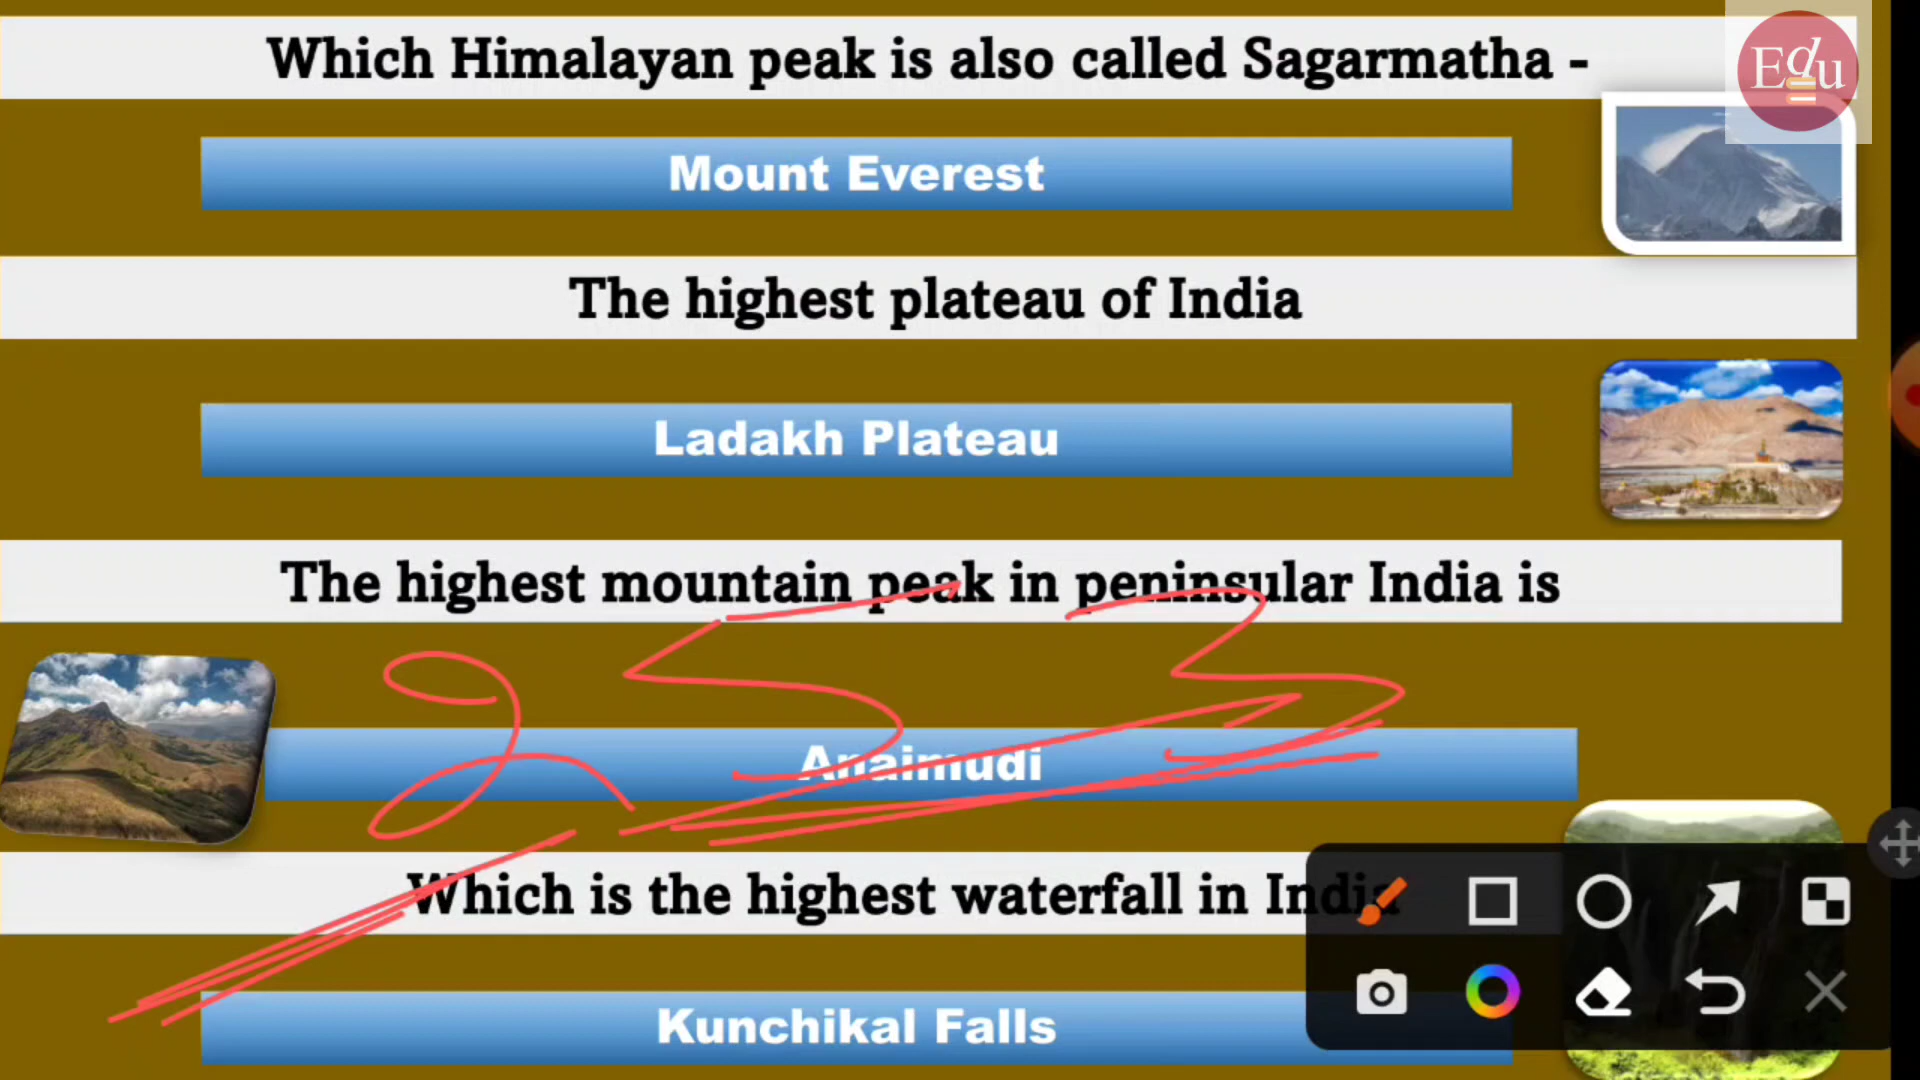 Edu
Which Himalayan peak is also called Sagarmatha -
Mount Everest
The highest plateau of India
Ladakh Plateau
The highest mountain peak in peninsular India is
253
Anaimudi
Which is the highest waterfall in India
Kunchikal Falls